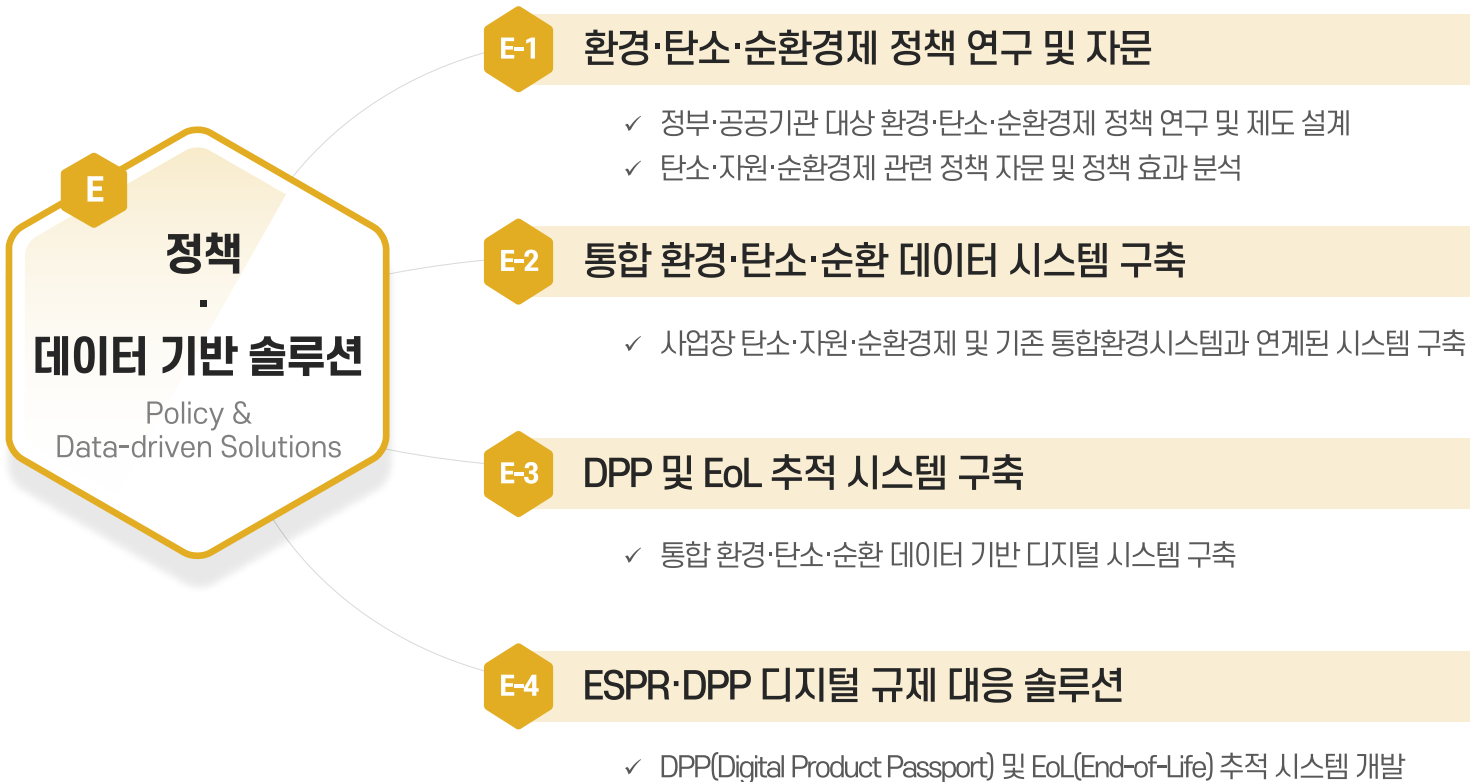 E
정책
·
데이터 기반 솔루션
Policy &
Data-driven Solutions
E-1
환경·탄소·순환경제 정책 연구 및 자문
✓ 정부·공공기관 대상 환경·탄소·순환경제 정책 연구 및 제도 설계
✓ 탄소·자원·순환경제 관련 정책 자문 및 정책 효과 분석
E-2
통합 환경·탄소·순환 데이터 시스템 구축
✓ 사업장 탄소·자원·순환경제 및 기존 통합환경시스템과 연계된 시스템 구축
E-3
DPP 및 EoL 추적 시스템 구축
✓ 통합 환경·탄소·순환 데이터 기반 디지털 시스템 구축
E-4
ESPR·DPP 디지털 규제 대응 솔루션
✓ DPP(Digital Product Passport) 및 EoL(End-of-Life) 추적 시스템 개발